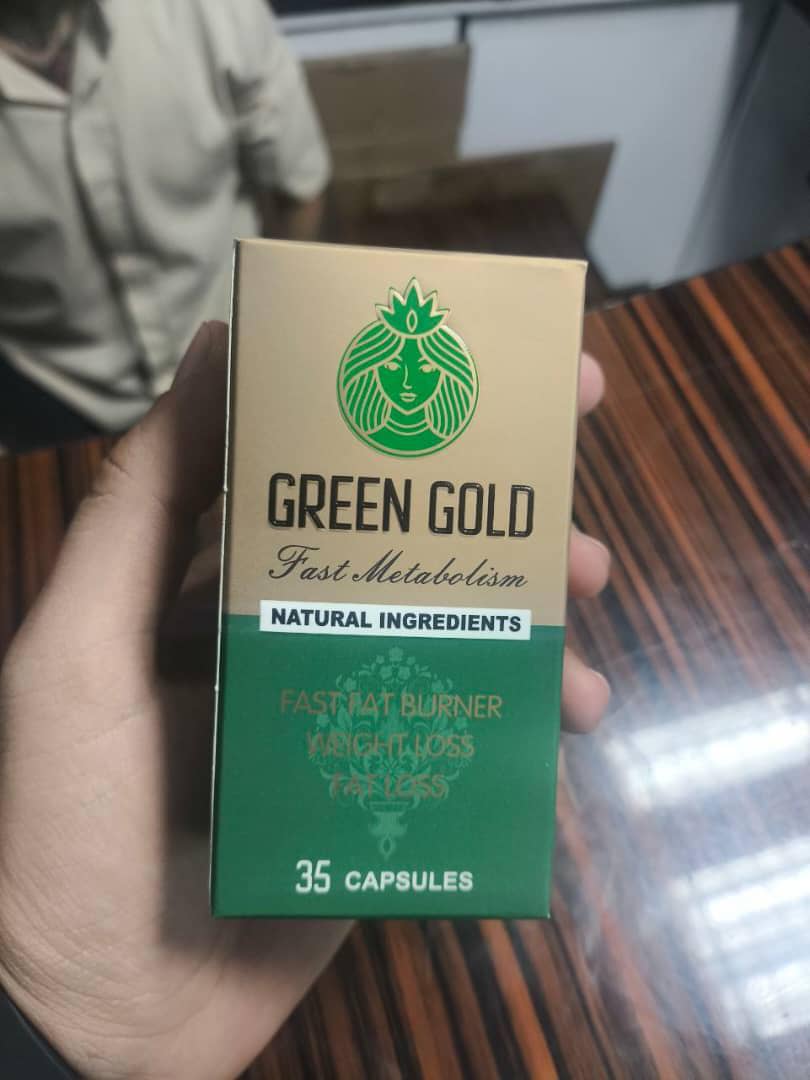 GREEN GOLD
Fast Metabolism
NATURAL INGREDIENTS
FAST FAT BURNER
WEIGHT LOSS
FAT LOSS
35 CAPSULES